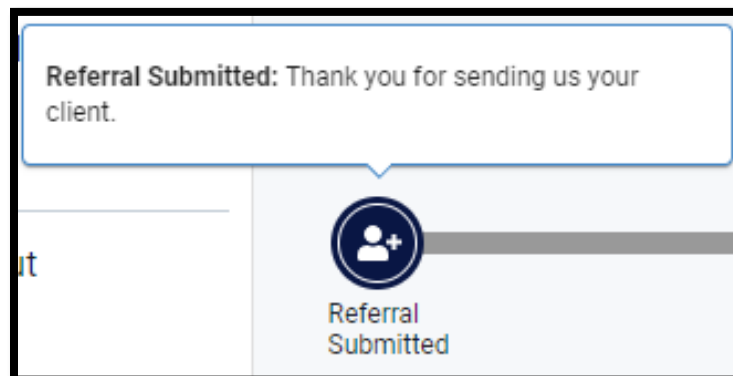 Referral Submitted: Thank you for sending us your
client.
ut
Referral
Submitted